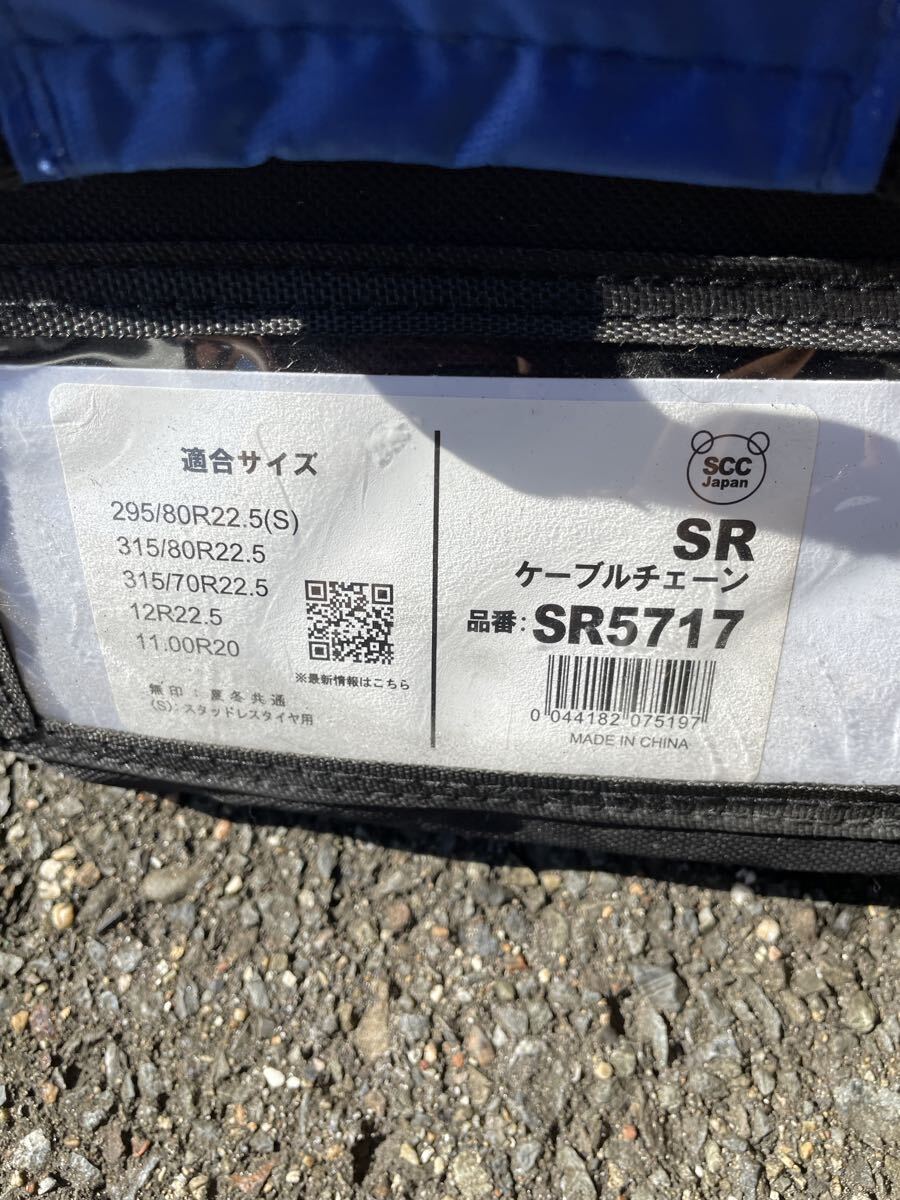 適合サイズ
295/80R22.5(S)
315/80R22.5
315/70R22.5
12R22.5
11.00R20
※最新情報はこちら
無印：夏冬共通
(S)：スタッドレスタイヤ用
SCC
Japan
SR
ケーブルチェーン
品番：SR5717
0 044182 075197
MADE IN CHINA